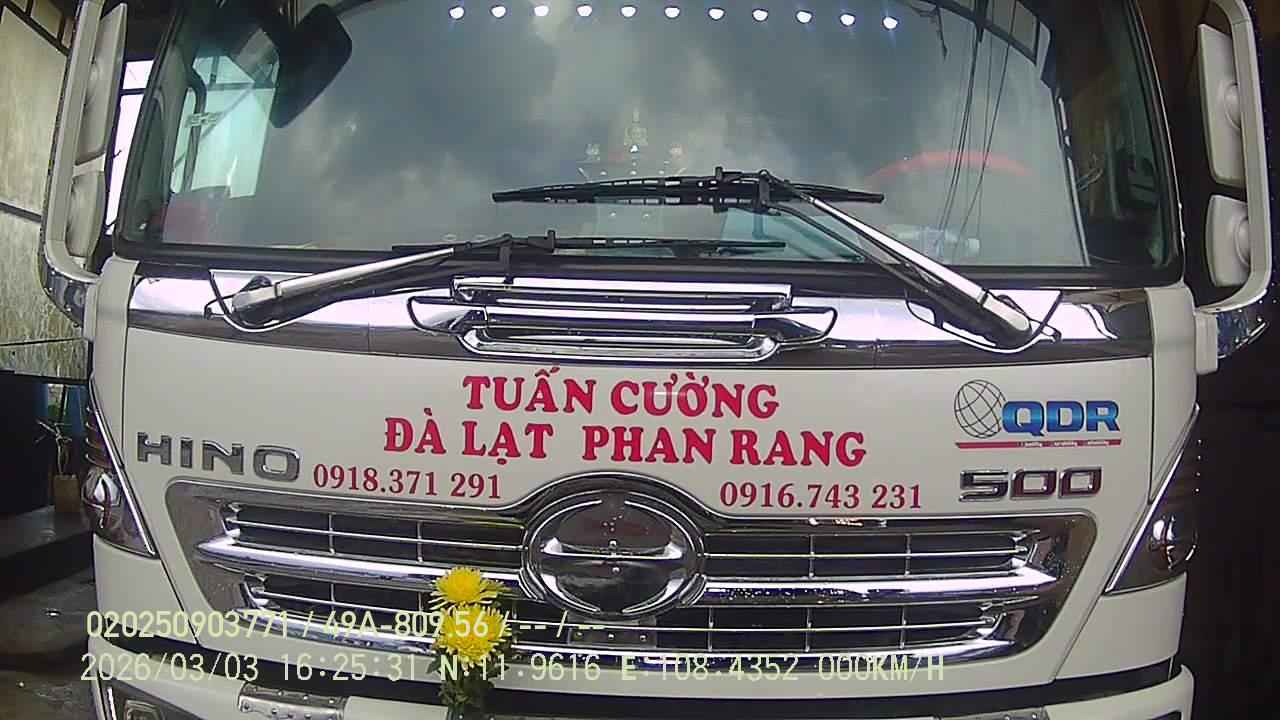 TUẤN CƯỜNG
ĐÀ LẠT PHAN RANG
HINO
0918.371 291
0916.743 231
QDR
500
020250903771 / 49A-809.56 / -- / --
2026/03/03 16:25:31 N:11.9616 E:108.4352 000KM/H